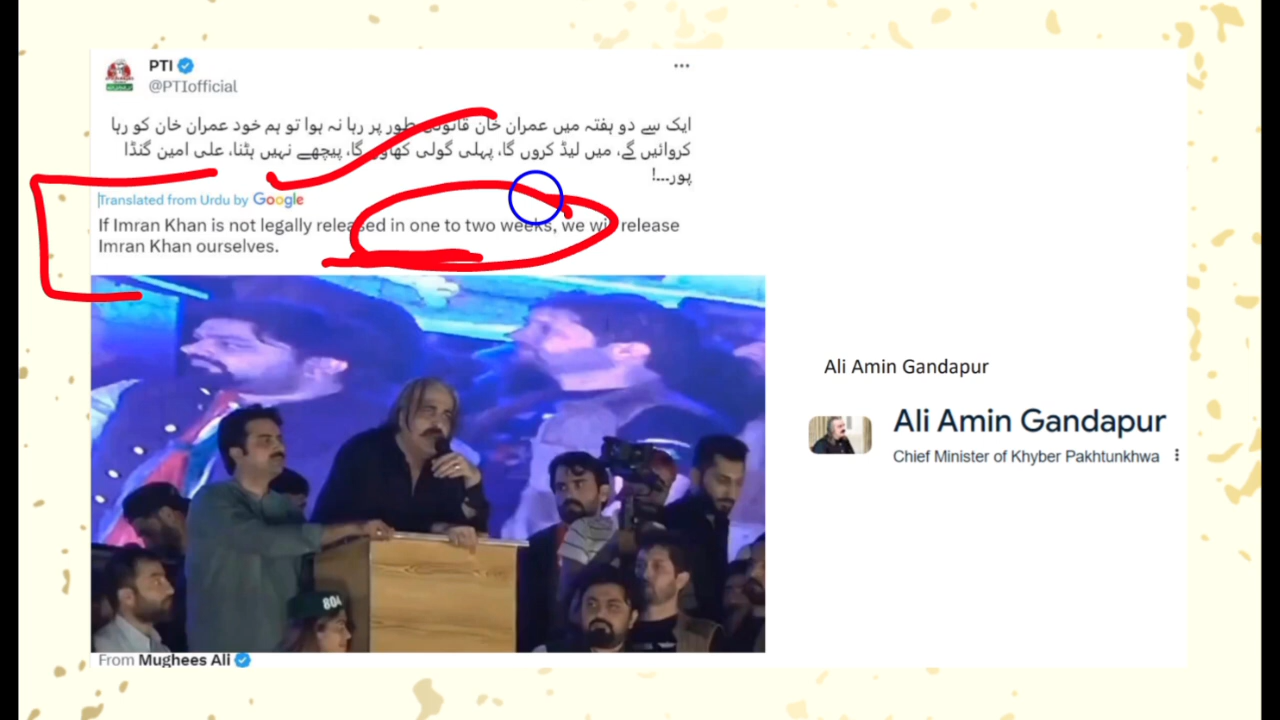 PTI
@PTIofficial
ایک سے دو ہفتہ میں عمران خان قانونی طور پر رہا نہ ہوا تو ہم خود عمران خان کو رہا
کروائیں گے، میں لیڈ کروں گا، پہلی گولی کھاؤں گا، پیچھے نہیں ہٹنا، علی امین گنڈا
پور...!
Translated from Urdu by Google
If Imran Khan is not legally released in one to two weeks, we will release
Imran Khan ourselves.
804
From Mughees Ali
Ali Amin Gandapur
Ali Amin Gandapur
Chief Minister of Khyber Pakhtunkhwa